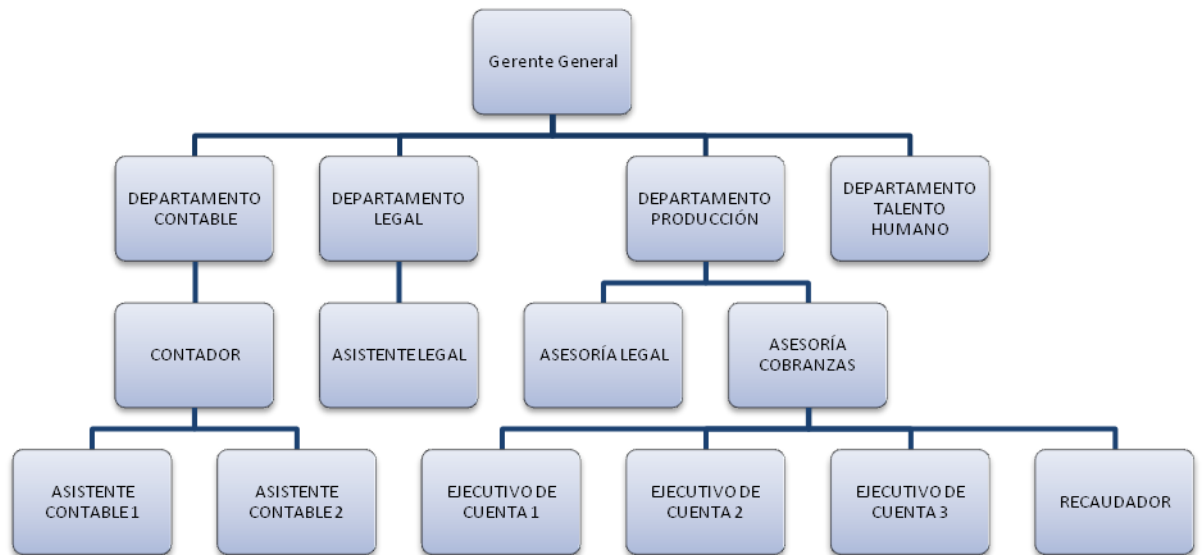 Gerente General
DEPARTAMENTO
CONTABLE
DEPARTAMENTO
LEGAL
DEPARTAMENTO
PRODUCCIÓN
DEPARTAMENTO
TALENTO
HUMANO
CONTADOR
ASISTENTE LEGAL
ASESORÍA LEGAL
ASESORÍA
COBRANZAS
ASISTENTE
CONTABLE 1
ASISTENTE
CONTABLE 2
EJECUTIVO DE
CUENTA 1
EJECUTIVO DE
CUENTA 2
EJECUTIVO DE
CUENTA 3
RECAUDADOR